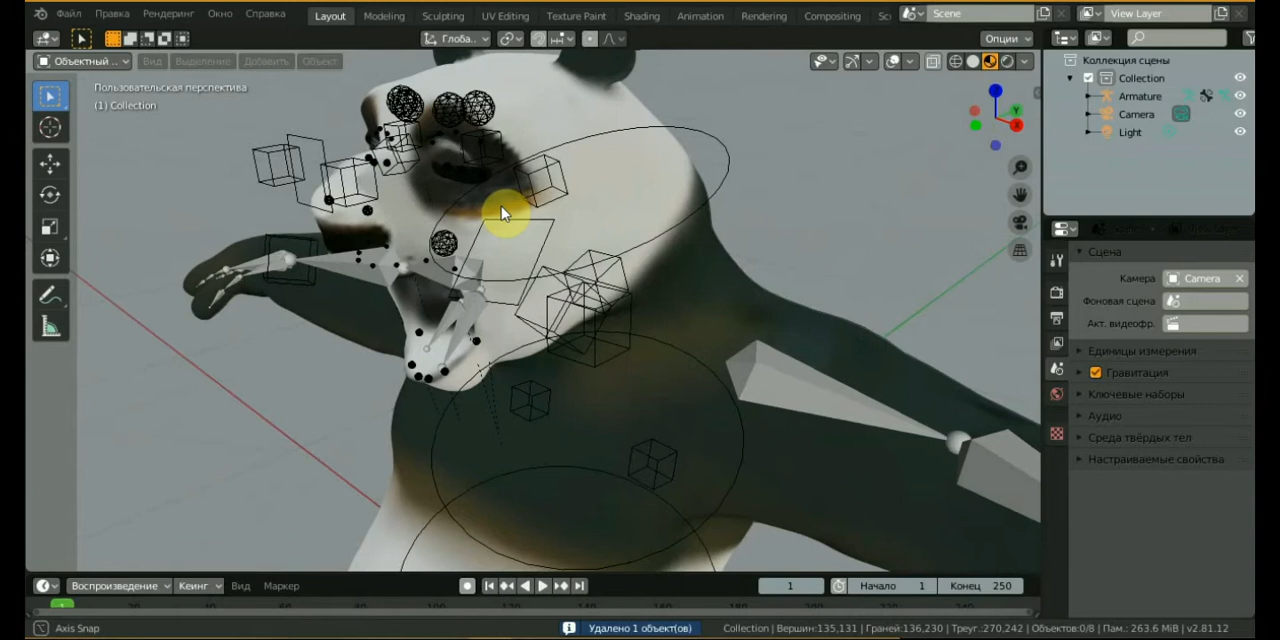 Файл Правка Рендеринг Окно Справка Layout Modeling Sculpting UV Editing Texture Paint Shading Animation Rendering Compositing Sc Scene View Layer
Глоба.. Опции
Объектный .. Вид Выделение Добавить Объект
Пользовательская перспектива
(1) Collection
Z
Y
X
Коллекция сцены
Collection
Armature
Camera
Light
Сцена
Камера Camera
Фоновая сцена
Акт. видеофр.
Единицы измерения
Гравитация
Ключевые наборы
Аудио
Среда твёрдых тел
Настраиваемые свойства
Воспроизведение Кеинг Вид Маркер 1 Начало 1 Конец 250
1
Axis Snap Удалено 1 объект(ов) Collection | Вершин:135,131 | Граней:136,230 | Треуг.:270,242 | Объектов:0/8 | Пам.: 263.6 MiB | v2.81.12